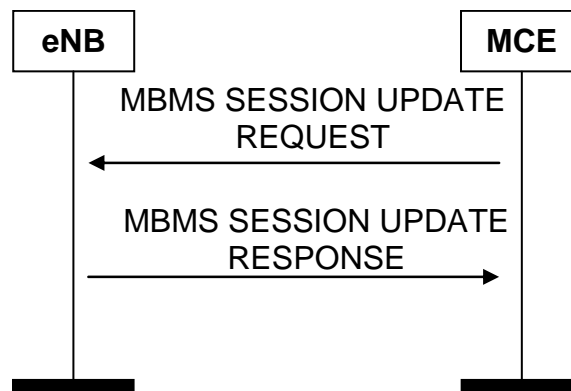 eNB
MCE
MBMS SESSION UPDATE
REQUEST
MBMS SESSION UPDATE
RESPONSE